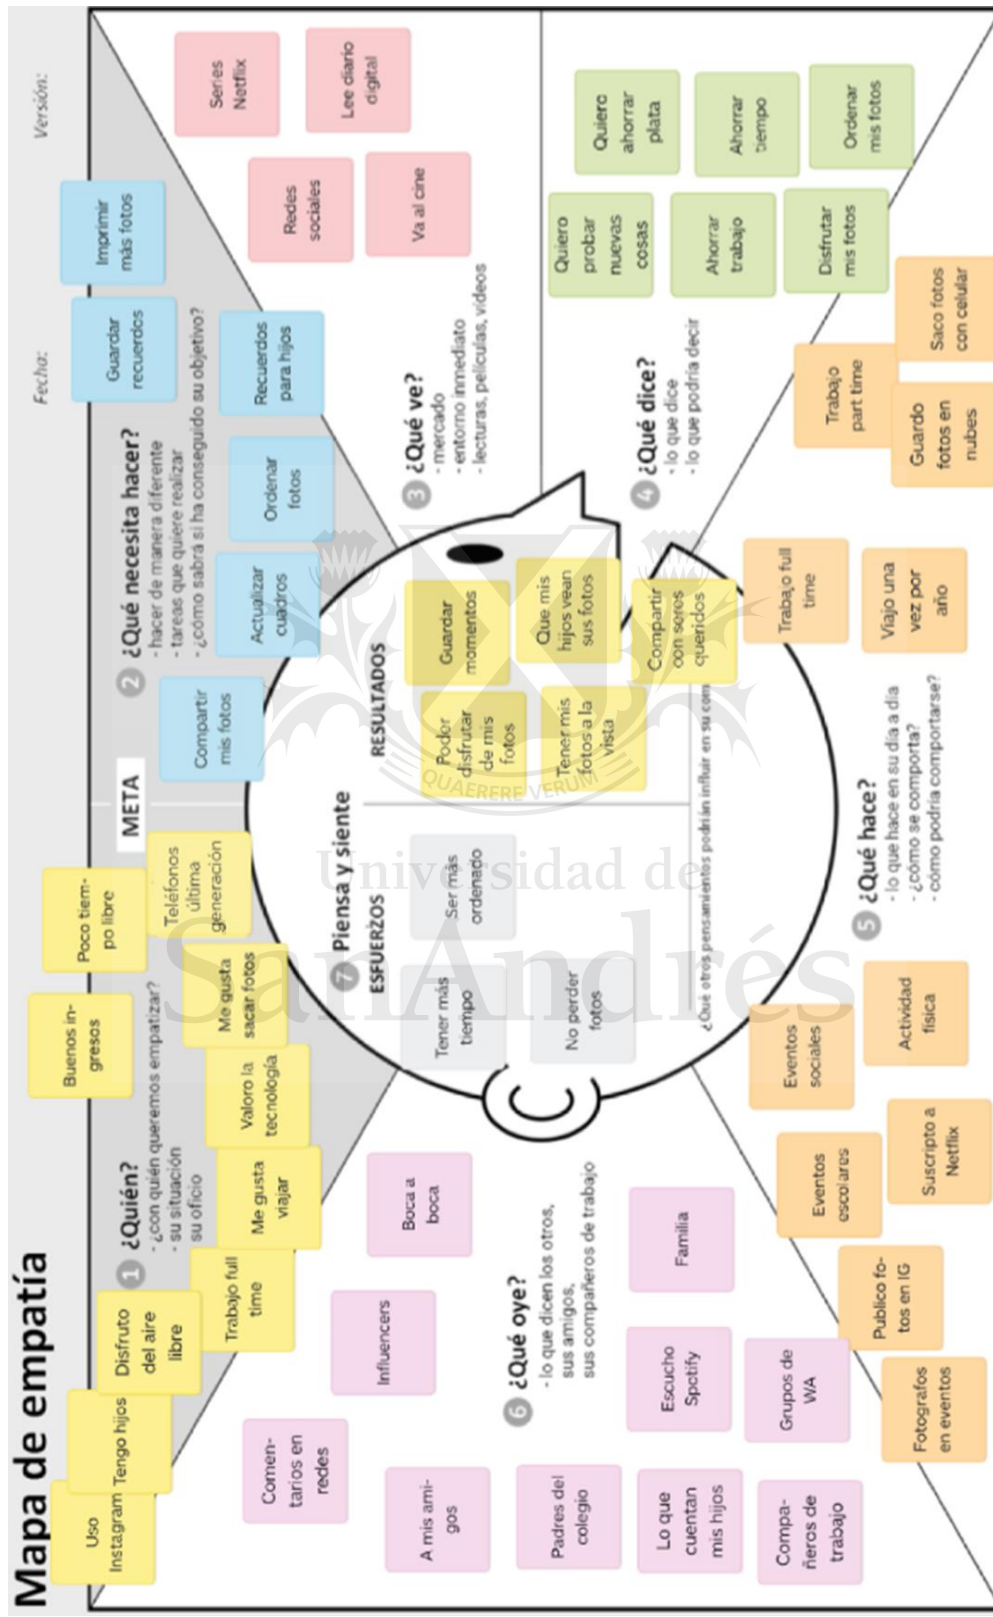 Mapa de empatía
Fecha:
Versión:
META
1 ¿Quién?
- ¿con quién queremos empatizar?
- su situación
su oficio
Uso
Instagram
Tengo hijos
Disfruto
del aire
libre
Trabajo full
time
Me gusta
viajar
Valoro la
tecnología
Me gusta
sacar fotos
Buenos in-
gresos
Poco tiem-
po libre
Teléfonos
última
generación
2 ¿Qué necesita hacer?
- hacer de manera diferente
- tareas que quiere realizar
- ¿cómo sabrá si ha conseguido su objetivo?
Compartir
mis fotos
Actualizar
cuadros
Ordenar
fotos
Recuerdos
para hijos
Guardar
recuerdos
Imprimir
más fotos
3 ¿Qué ve?
- mercado
- entorno inmediato
- lecturas, películas, vídeos
Redes
sociales
Va al cine
Series
Netflix
Lee diario
digital
4 ¿Qué dice?
- lo que dice
- lo que podría decir
Quiero
probar
nuevas
cosas
Quiero
ahorrar
plata
Ahorrar
trabajo
Ahorrar
tiempo
Disfrutar
mis fotos
Ordenar
mis fotos
5 ¿Qué hace?
- lo que hace en su día a día
- ¿cómo se comporta?
- cómo podría comportarse?
Fotografos
en eventos
Publico fo-
tos en IG
Eventos
escolares
Suscripto a
Netflix
Eventos
sociales
Actividad
física
Trabajo full
time
Viajo una
vez por
año
Trabajo
part time
Guardo
fotos en
nubes
Saco fotos
con celular
6 ¿Qué oye?
- lo que dicen los otros,
sus amigos,
sus compañeros de trabajo
Comen-
tarios en
redes
Influencers
Boca a
boca
A mis ami-
gos
Padres del
colegio
Lo que
cuentan
mis hijos
Compa-
ñeros de
trabajo
Escucho
Spotify
Grupos de
WA
Familia
7 Piensa y siente
ESFUERZOS
RESULTADOS
Tener más
tiempo
Ser más
ordenado
No perder
fotos
Poder
disfrutar
de mis
fotos
Guardar
momentos
Tener mis
fotos a la
vista
Que mis
hijos vean
sus fotos
Compartir
con seres
queridos
¿Qué otros pensamientos podrían influir en su com
QUAERERE VERUM
Universidad de
SanAndrés